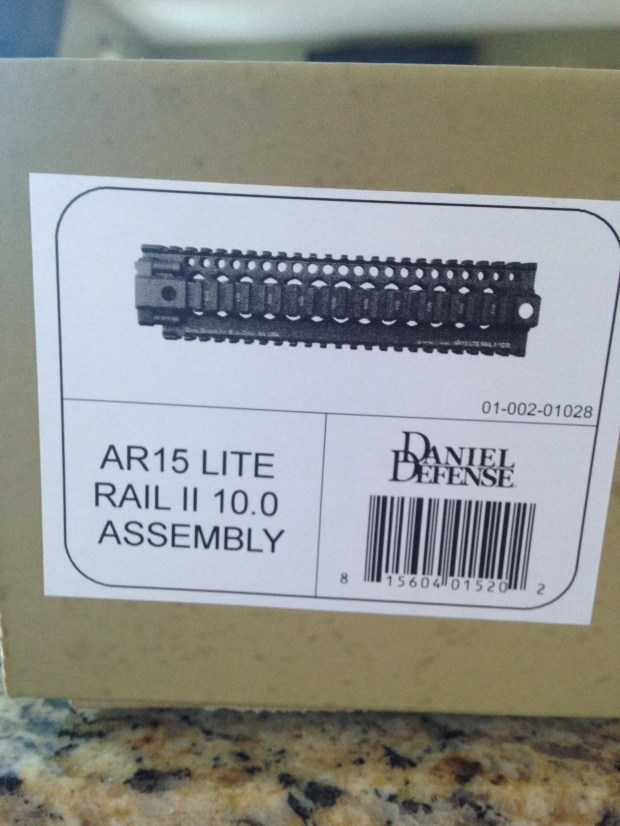 01-002-01028
AR15 LITE
RAIL II 10.0
ASSEMBLY
DANIEL
DEFENSE
8 15604 01520 2